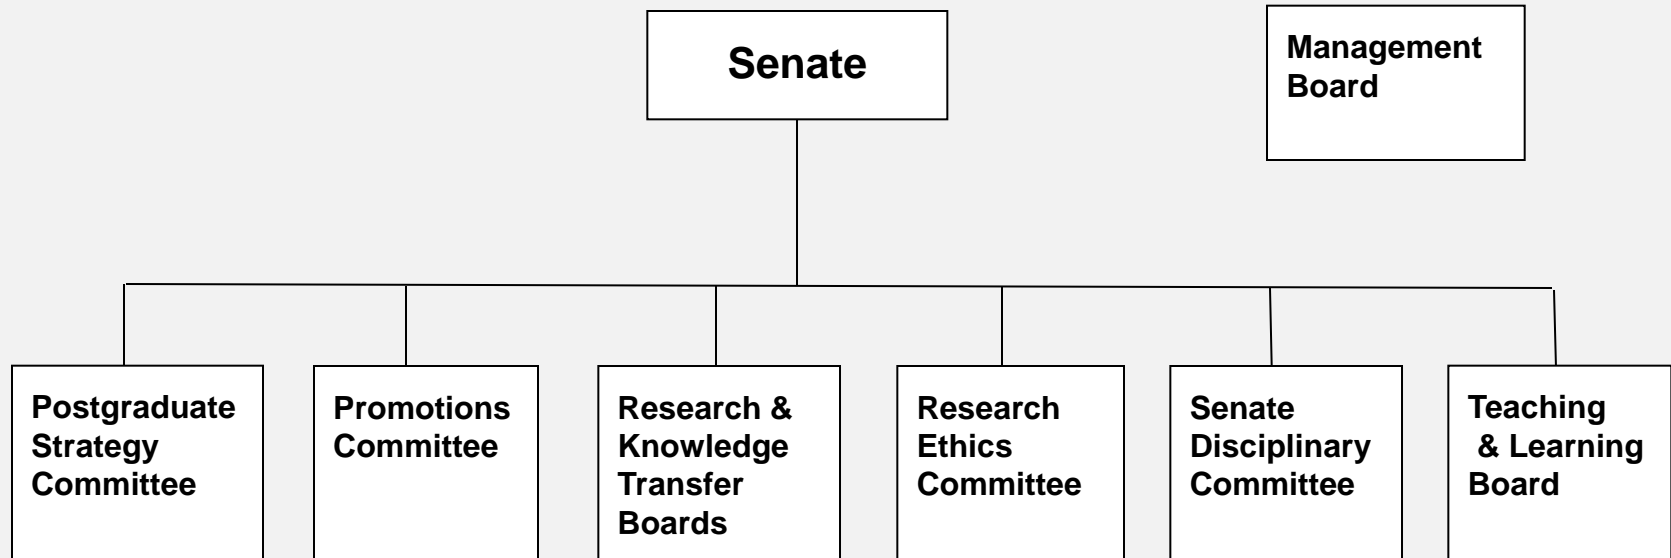 Senate
Management
Board
Postgraduate
Strategy
Committee
Promotions
Committee
Research &
Knowledge
Transfer
Boards
Research
Ethics
Committee
Senate
Disciplinary
Committee
Teaching
& Learning
Board